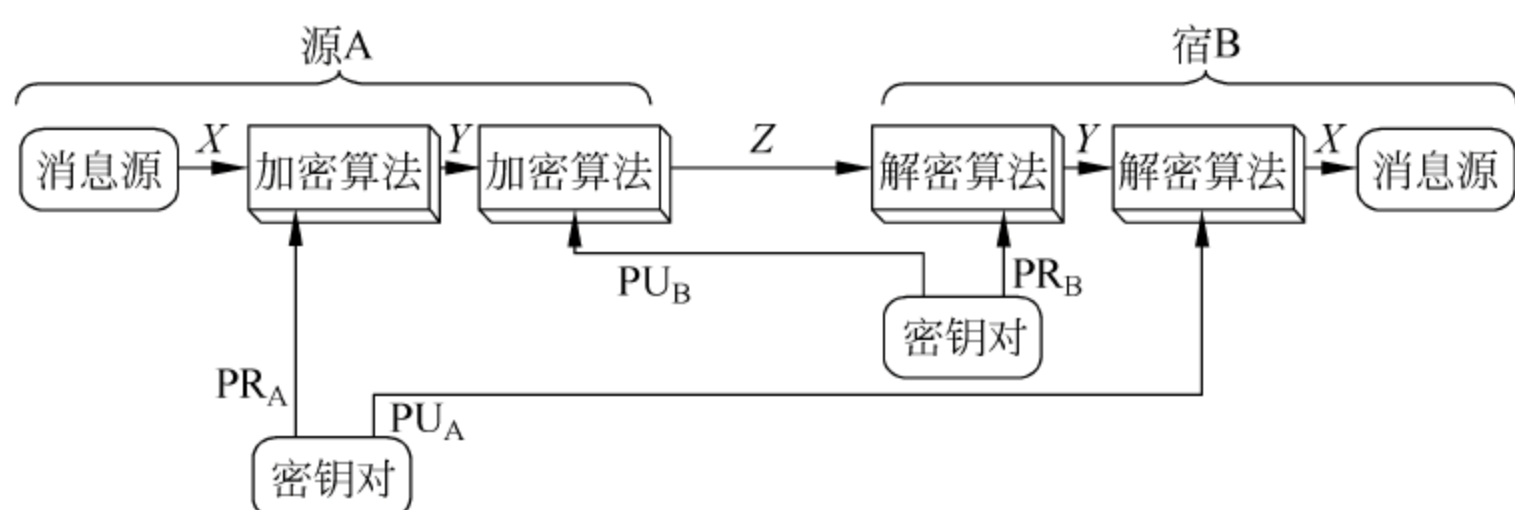 源A
宿B
消息源
X
加密算法
Y
加密算法
Z
解密算法
Y
解密算法
X
消息源
PU_B
PR_B
密钥对
PR_A
PU_A
密钥对